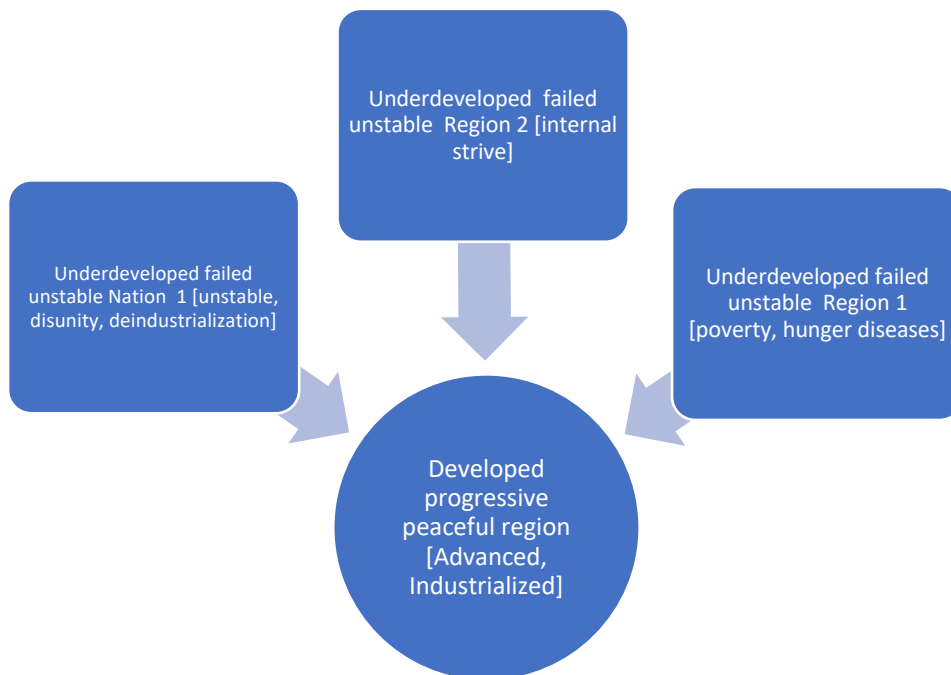 Underdeveloped failed
unstable Region 2 [internal
strive]
Underdeveloped failed
unstable Nation 1 [unstable,
disunity, deindustrialization]
Underdeveloped failed
unstable Region 1
[poverty, hunger diseases]
Developed
progressive
peaceful region
[Advanced,
Industrialized]